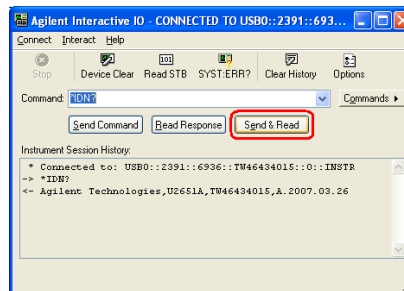 Agilent Interactive IO - CONNECTED TO USB0::2391::693...
Connect Interact Help
Stop Device Clear Read STB SYST:ERR? Clear History Options
Command: *IDN? Commands
Send Command Read Response Send & Read
Instrument Session History:
* Connected to: USB0::2391::6936::TW46434015::0::INSTR
-> *IDN?
<- Agilent Technologies,U2651A,TW46434015,A.2007.03.26